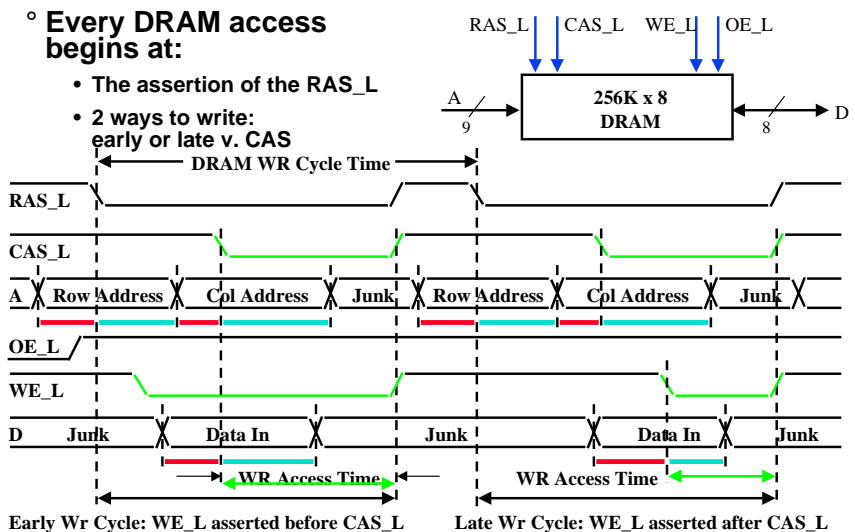 ° Every DRAM access
begins at:
• The assertion of the RAS_L
• 2 ways to write:
early or late v. CAS
RAS_L CAS_L WE_L OE_L
A 256K x 8 D
9 DRAM 8
DRAM WR Cycle Time
RAS_L
CAS_L
A Row Address Col Address Junk Row Address Col Address Junk
OE_L
WE_L
D Junk Data In Junk Data In Junk
WR Access Time WR Access Time
Early Wr Cycle: WE_L asserted before CAS_L Late Wr Cycle: WE_L asserted after CAS_L